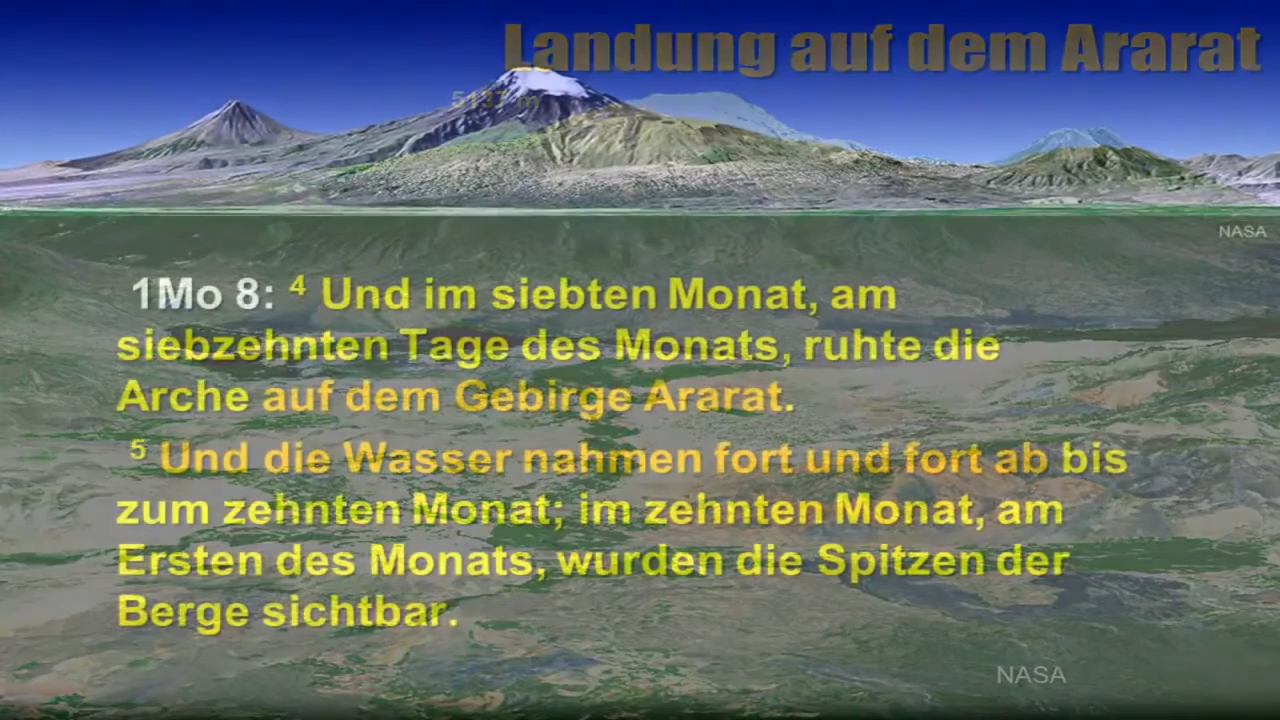 Landung auf dem Ararat
5137 m
NASA
1Mo 8: 4 Und im siebten Monat, am
siebzehnten Tage des Monats, ruhte die
Arche auf dem Gebirge Ararat.
5 Und die Wasser nahmen fort und fort ab bis
zum zehnten Monat; im zehnten Monat, am
Ersten des Monats, wurden die Spitzen der
Berge sichtbar.
NASA